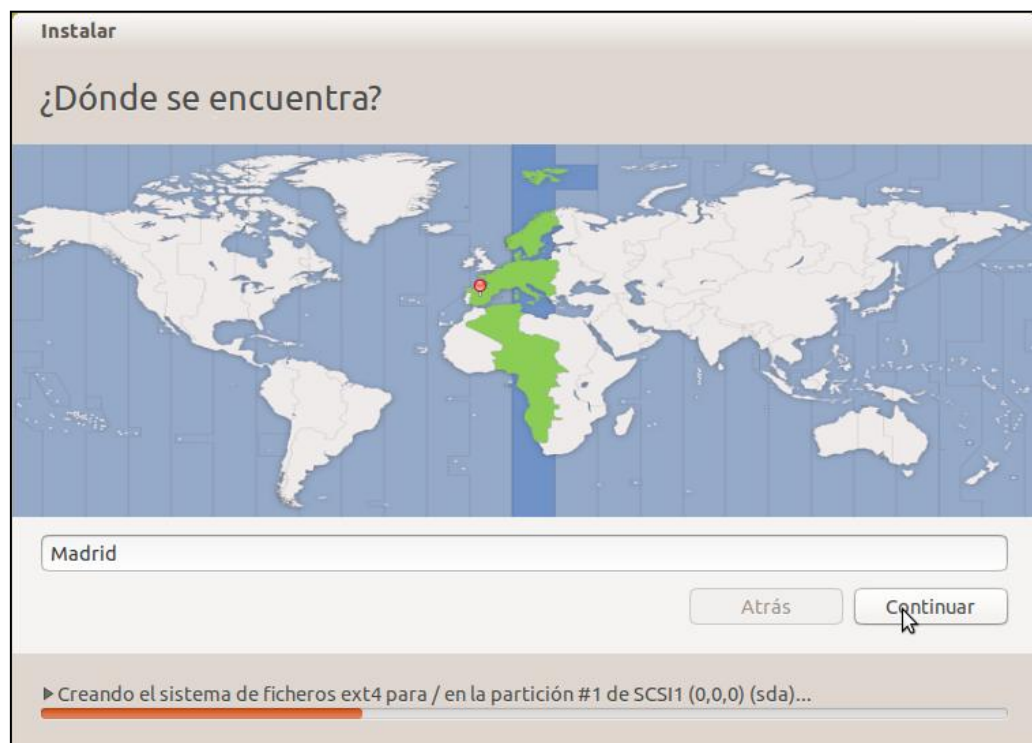 Instalar
¿Dónde se encuentra?
Madrid
Atrás
Continuar
Creando el sistema de ficheros ext4 para / en la partición #1 de SCSI1 (0,0,0) (sda)...